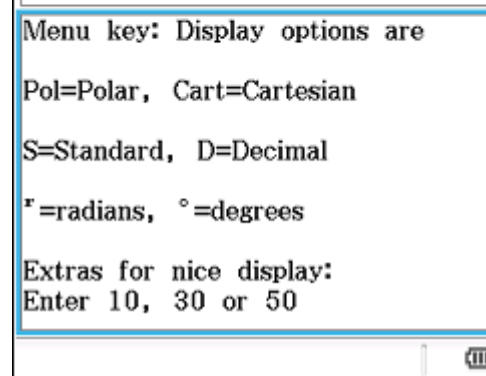 Menu key: Display options are
Pol=Polar, Cart=Cartesian
S=Standard, D=Decimal
ʳ=radians, °=degrees
Extras for nice display:
Enter 10, 30 or 50